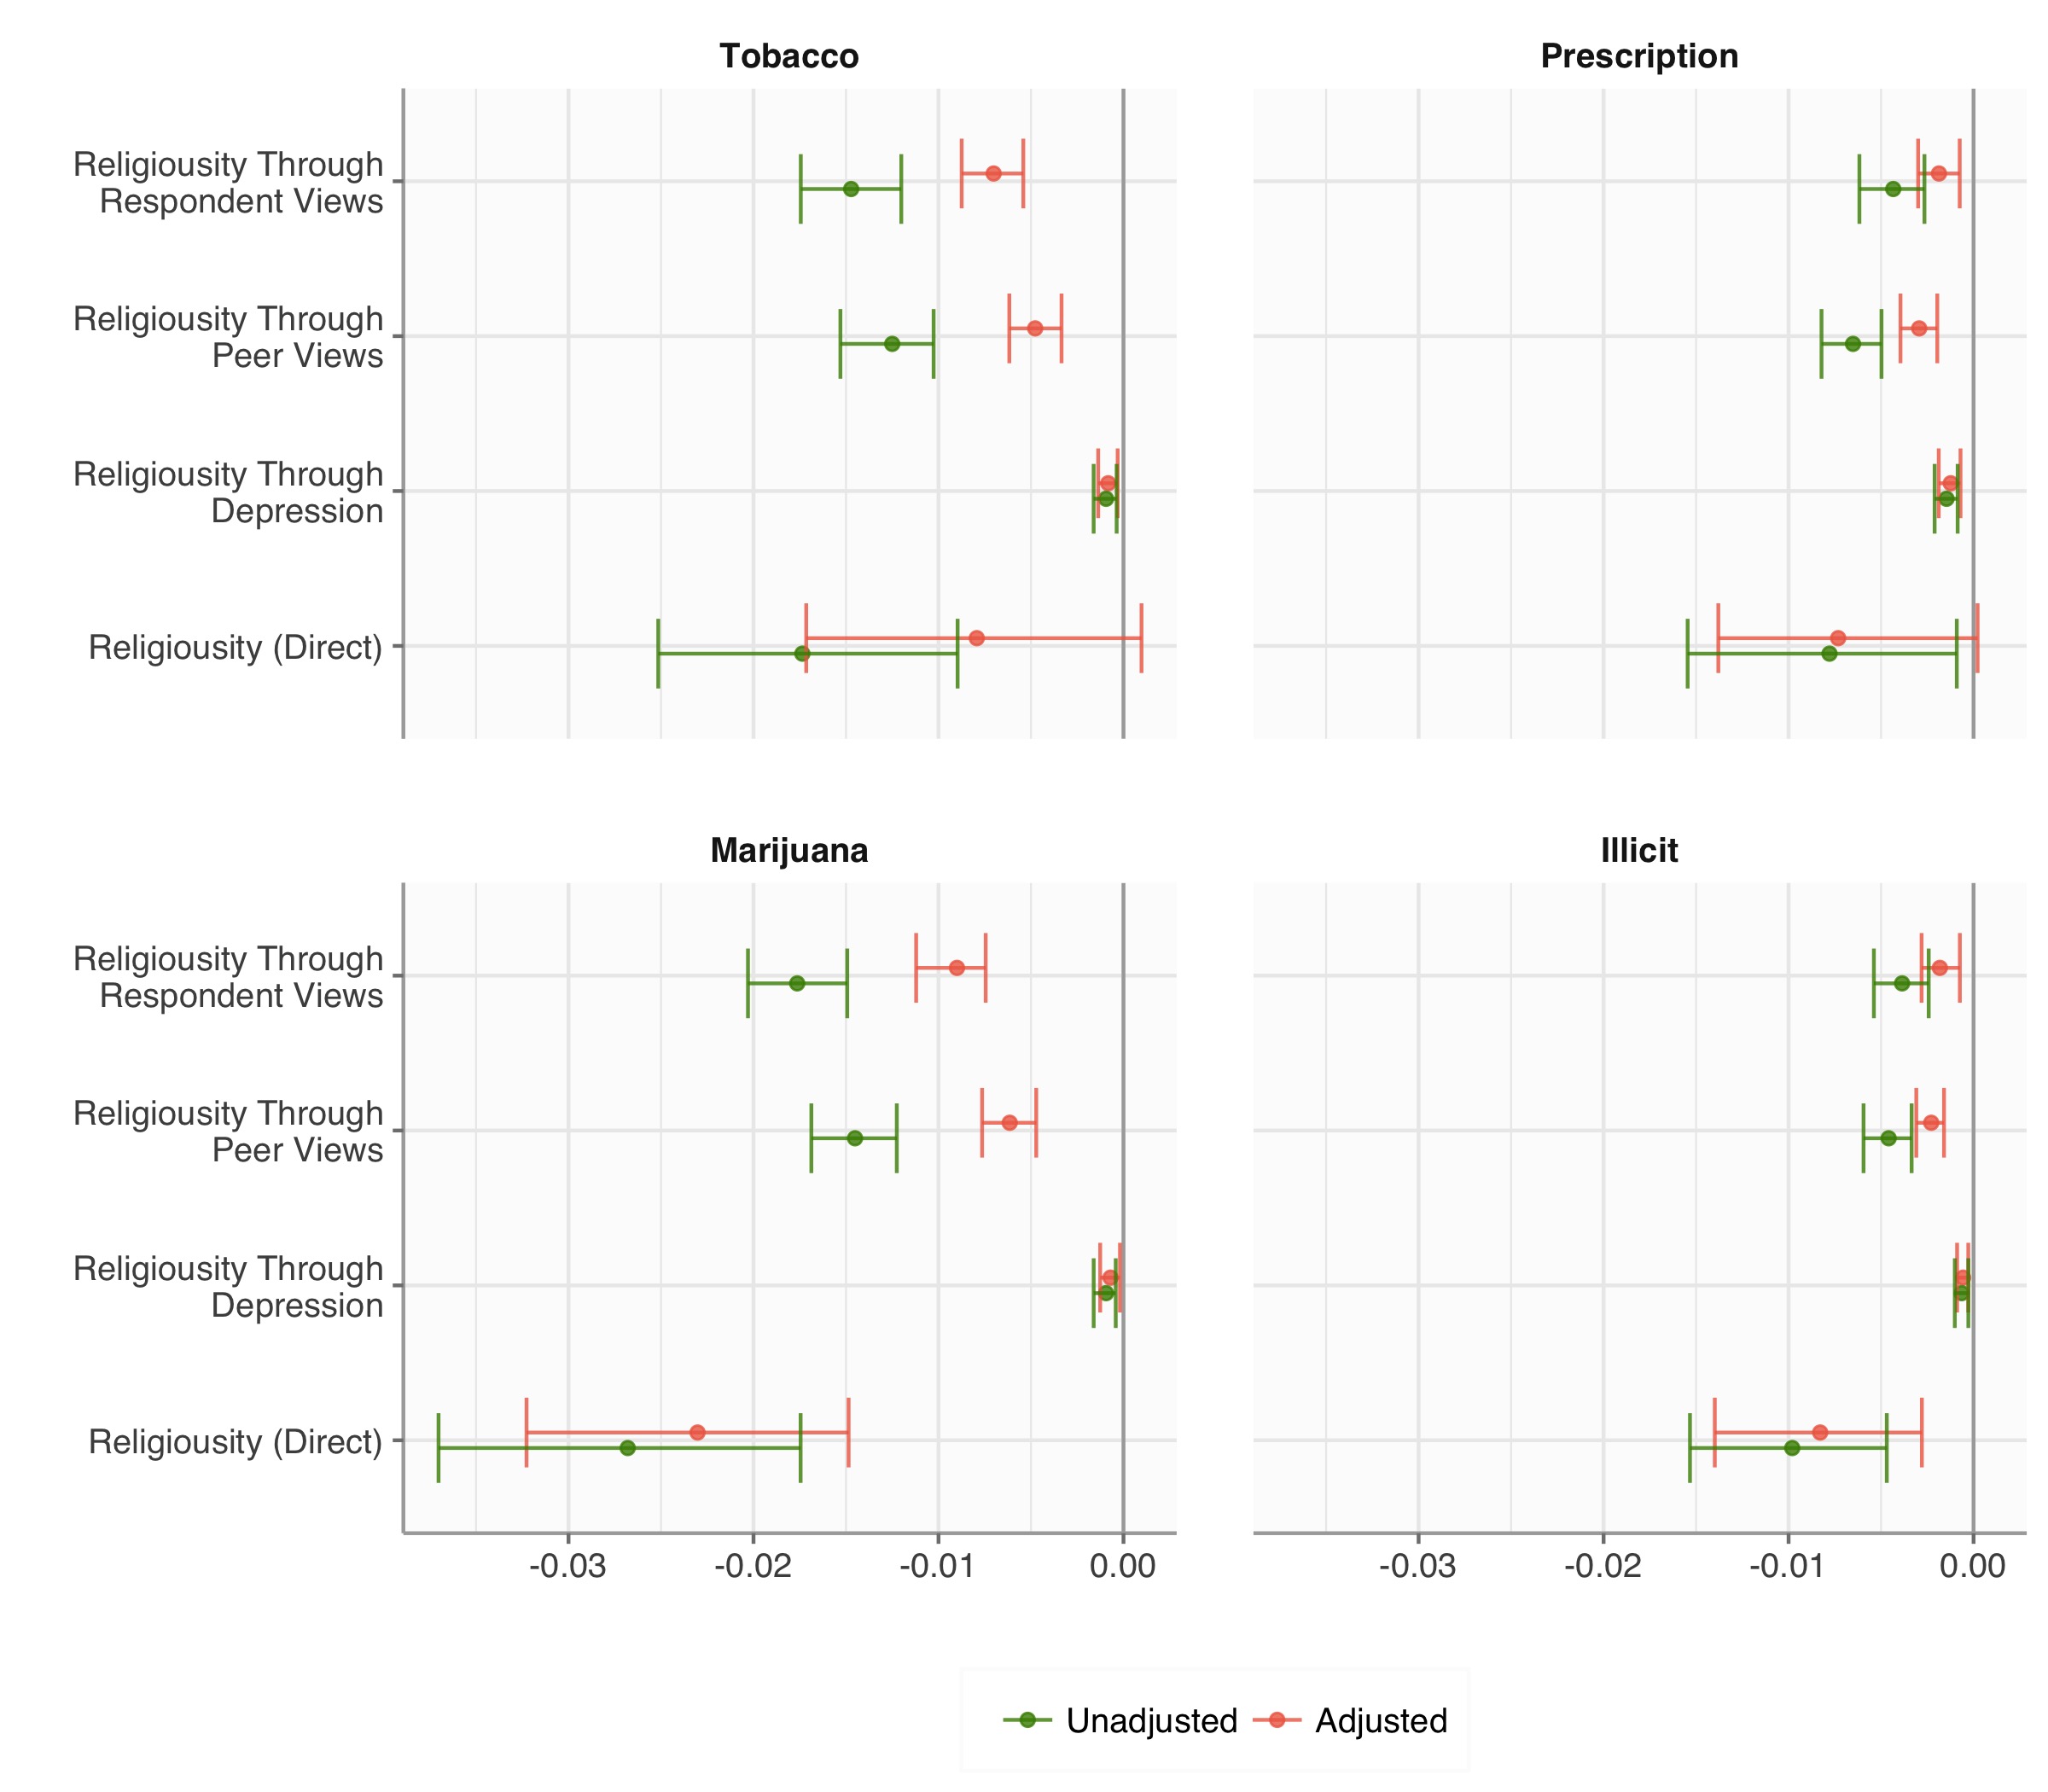 Tobacco
Prescription
Religiousity Through
Respondent Views
Religiousity Through
Peer Views
Religiousity Through
Depression
Religiousity (Direct)
Marijuana
Illicit
Religiousity Through
Respondent Views
Religiousity Through
Peer Views
Religiousity Through
Depression
Religiousity (Direct)
-0.03 -0.02 -0.01 0.00
-0.03 -0.02 -0.01 0.00
Unadjusted Adjusted